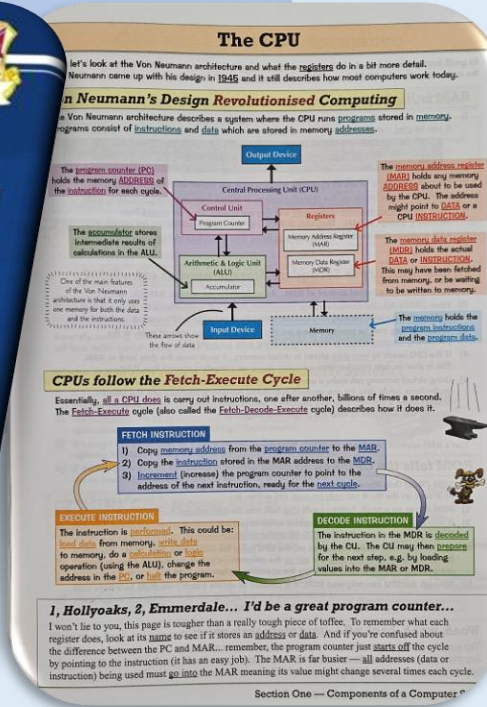 The CPU
let's look at the Von Neumann architecture and what the registers do in a bit more detail.
Neumann came up with his design in 1945 and it still describes how most computers work today.
n Neumann's Design Revolutionised Computing
e Von Neumann architecture describes a system where the CPU runs programs stored in memory.
rograms consist of instructions and data which are stored in memory addresses.
Output Device
The program counter (PC)
holds the memory ADDRESS of
the instruction for each cycle.
Central Processing Unit (CPU)
Control Unit
Program Counter
Registers
Memory Address Register
(MAR)
Memory Data Register
(MDR)
The memory address register
(MAR) holds any memory
ADDRESS about to be used
by the CPU. The address
might point to DATA or a
CPU INSTRUCTION.
The accumulator stores
intermediate results of
calculations in the ALU.
Arithmetic & Logic Unit
(ALU)
Accumulator
The memory data register
(MDR) holds the actual
DATA or INSTRUCTION.
This may have been fetched
from memory, or be waiting
to be written to memory.
One of the main features
of the Von Neumann
architecture is that it only uses
one memory for both the data
and the instructions.
These arrows show
the flow of data
Input Device
Memory
The memory holds the
program instructions
and the program data.
CPUs follow the Fetch-Execute Cycle
Essentially, all a CPU does is carry out instructions, one after another, billions of times a second.
The Fetch-Execute cycle (also called the Fetch-Decode-Execute cycle) describes how it does it.
FETCH INSTRUCTION
1) Copy memory address from the program counter to the MAR.
2) Copy the instruction stored in the MAR address to the MDR.
3) Increment (increase) the program counter to point to the
address of the next instruction, ready for the next cycle.
EXECUTE INSTRUCTION
The instruction is performed. This could be:
load data from memory, write data
to memory, do a calculation or logic
operation (using the ALU), change the
address in the PC, or halt the program.
DECODE INSTRUCTION
The instruction in the MDR is decoded
by the CU. The CU may then prepare
for the next step, e.g. by loading
values into the MAR or MDR.
1, Hollyoaks, 2, Emmerdale... I'd be a great program counter...
I won't lie to you, this page is tougher than a really tough piece of toffee. To remember what each
register does, look at its name to see if it stores an address or data. And if you're confused about
the difference between the PC and MAR... remember, the program counter just starts off the cycle
by pointing to the instruction (it has an easy job). The MAR is far busier — all addresses (data or
instruction) being used must go into the MAR meaning its value might change several times each cycle.
Section One — Components of a Computer